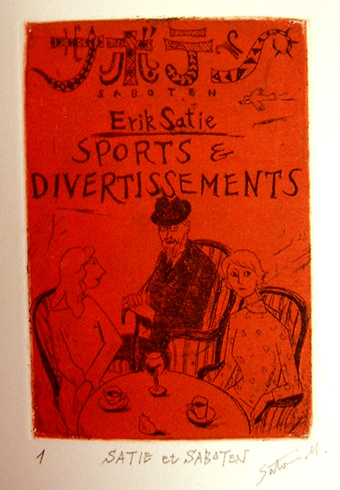 サボテン
SABOTEN
Erik Satie
SPORTS &
DIVERTISSEMENTS
1 SATIE et SABOTEN